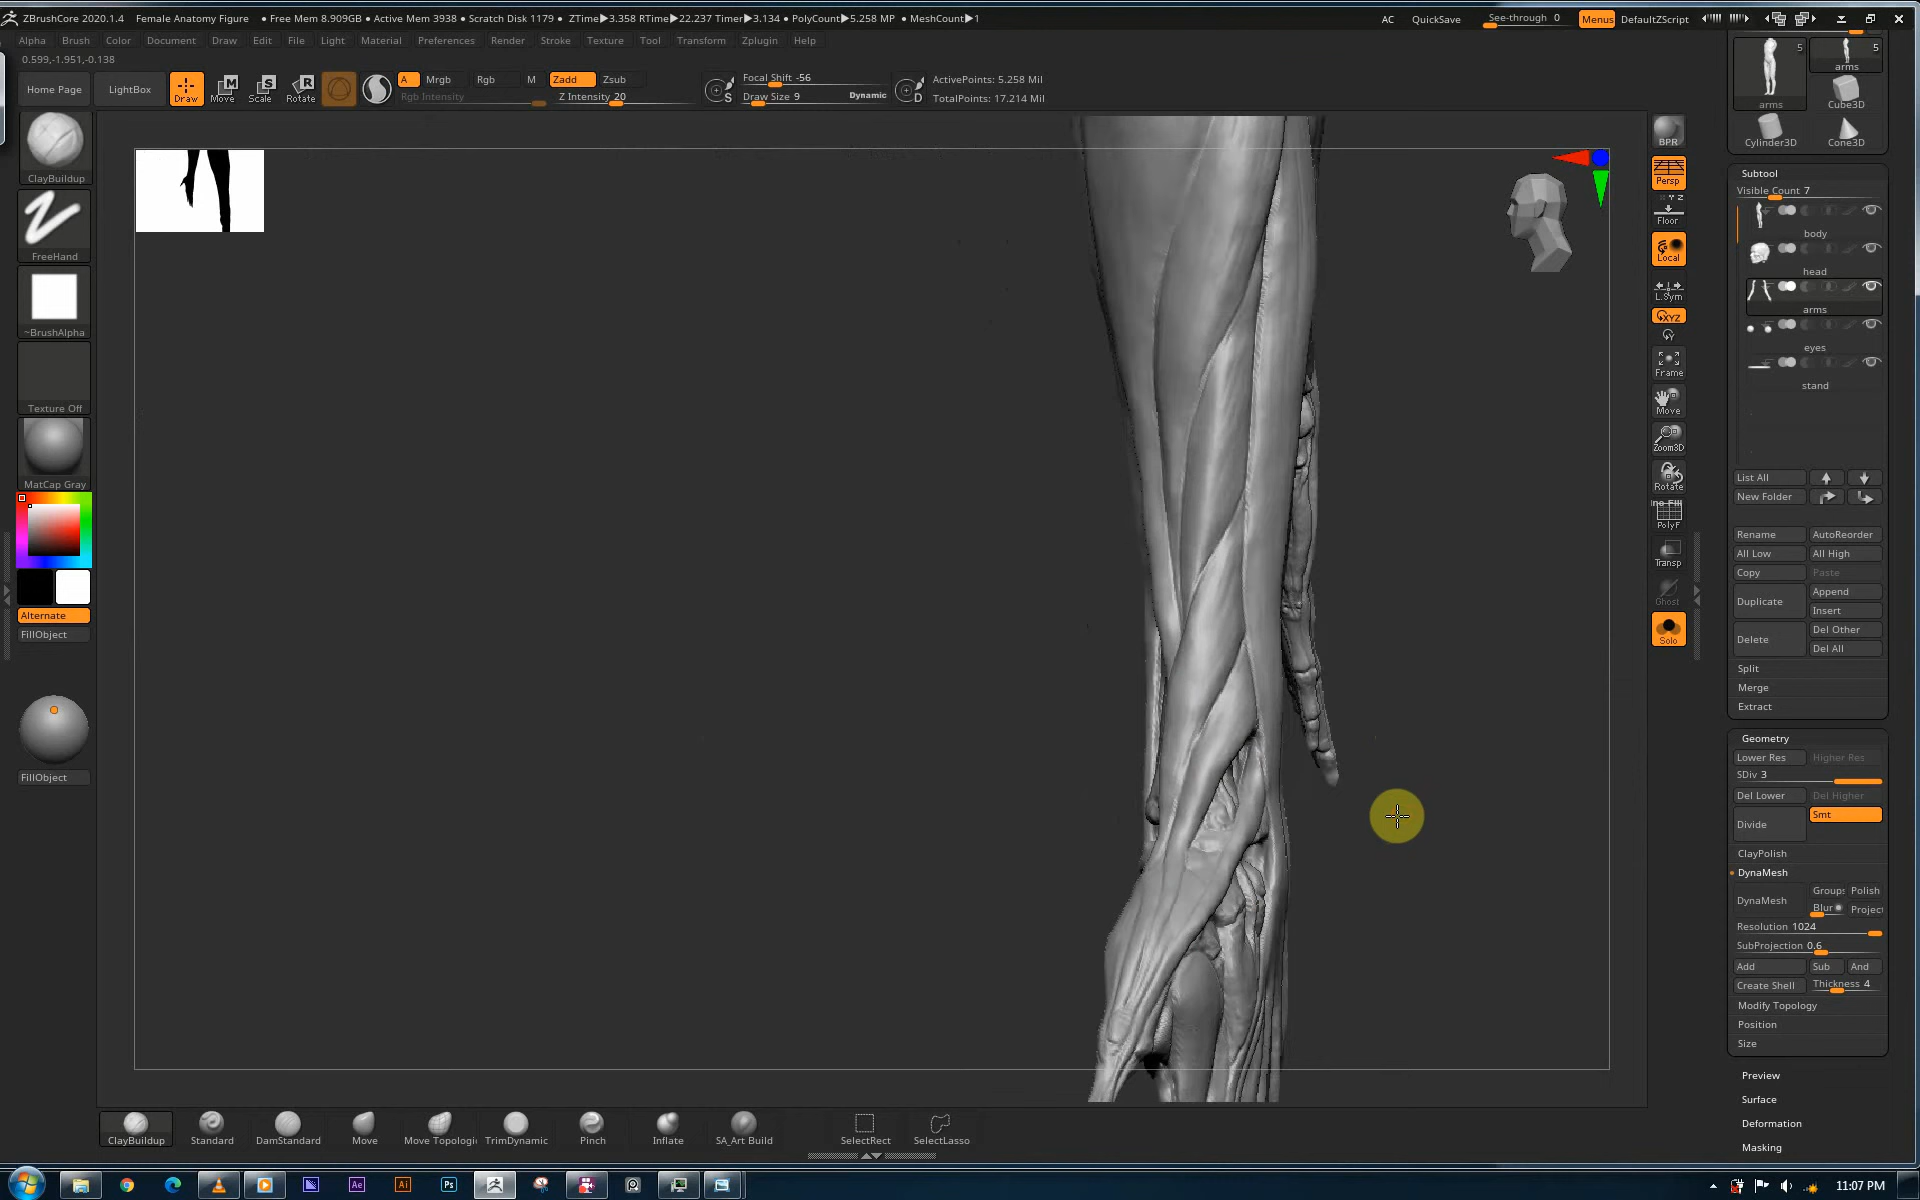 ZBrushCore 2020.1.4 Female Anatomy Figure ● Free Mem 8.909GB ● Active Mem 3938 ● Scratch Disk 1179 ● ZTime▶3.358 RTime▶22.237 Timer▶3.134 ● PolyCount▶5.258 MP ● MeshCount▶1 AC QuickSave See-through 0 Menus DefaultZScript
Alpha Brush Color Document Draw Edit File Light Material Preferences Render Stroke Texture Tool Transform Zplugin Help
0.599,-1.951,-0.138
Home Page LightBox Draw Move Scale Rotate A Mrgb Rgb M Zadd Zsub
Rgb Intensity Z Intensity 20
Focal Shift -56
Draw Size 9 Dynamic
S D
ActivePoints: 5.258 Mil
TotalPoints: 17.214 Mil
ClayBuildup
FreeHand
~BrushAlpha
Texture Off
MatCap Gray
Alternate
FillObject
FillObject
BPR
Persp
Floor
Local
L.Sym
XYZ
Y
Frame
Move
Zoom3D
Rotate
PolyF
Transp
Ghost
Solo
5 5
arms
arms Cube3D
Cylinder3D Cone3D
Subtool
Visible Count 7
body
head
arms
eyes
stand
List All
New Folder
Rename AutoReorder
All Low All High
Copy Paste
Duplicate Append
Insert
Delete Del Other
Del All
Split
Merge
Extract
Geometry
Lower Res Higher Res
SDiv 3
Del Lower Del Higher
Divide Smt
ClayPolish
DynaMesh
DynaMesh Group: Polish
Blur Projec
Resolution 1024
SubProjection 0.6
Add Sub And
Create Shell Thickness 4
Modify Topology
Position
Size
Preview
Surface
Deformation
Masking
ClayBuildup Standard DamStandard Move Move Topologi TrimDynamic Pinch Inflate SA_Art Build SelectRect SelectLasso
Ae Ai Ps 11:07 PM